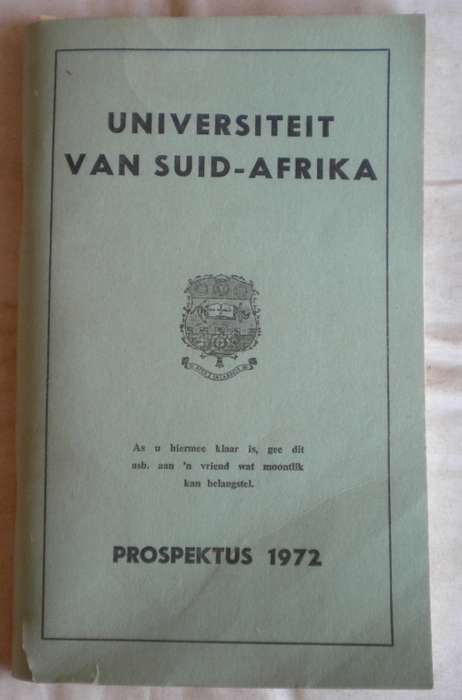 UNIVERSITEIT
VAN SUID-AFRIKA
As u hiermee klaar is, gee dit
asb. aan 'n vriend wat moontlik
kan belangstel.
PROSPEKTUS 1972